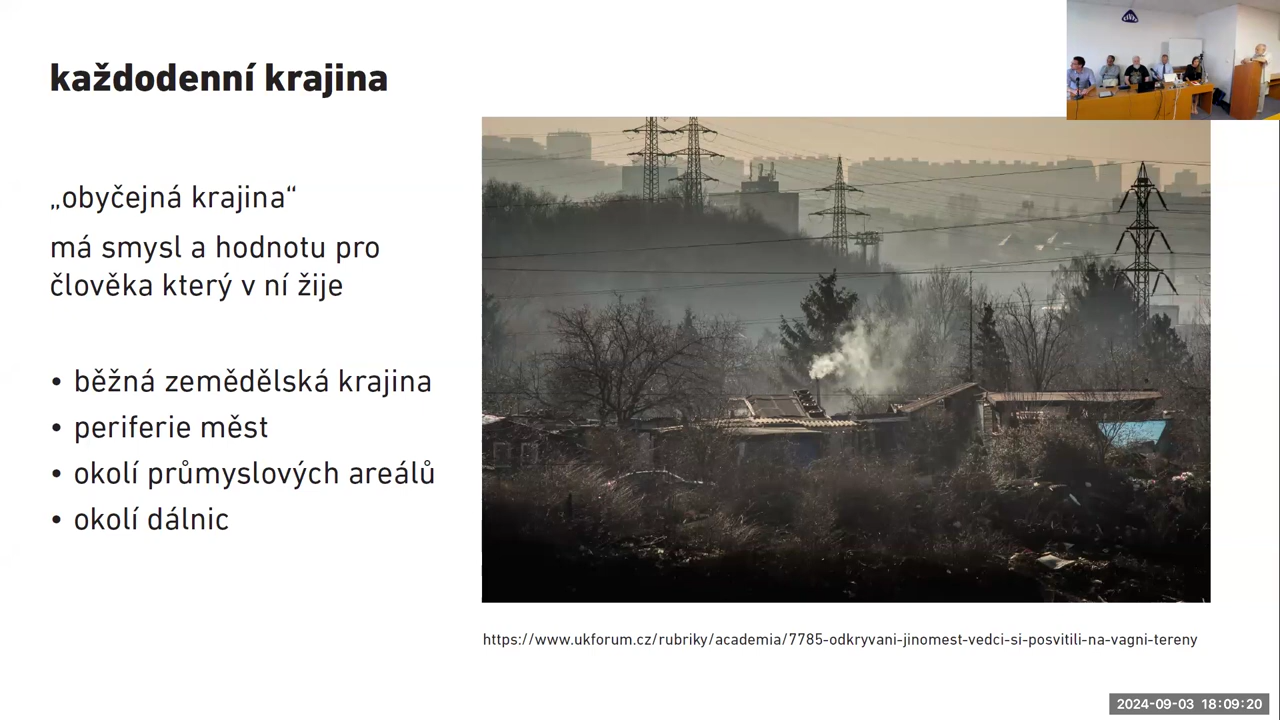 každodenní krajina
„obyčejná krajina“
má smysl a hodnotu pro
člověka který v ní žije
• běžná zemědělská krajina
• periferie měst
• okolí průmyslových areálů
• okolí dálnic
https://www.ukforum.cz/rubriky/academia/7785-odkryvani-jinomest-vedci-si-posvitili-na-vagni-tereny
2024-09-03 18:09:20